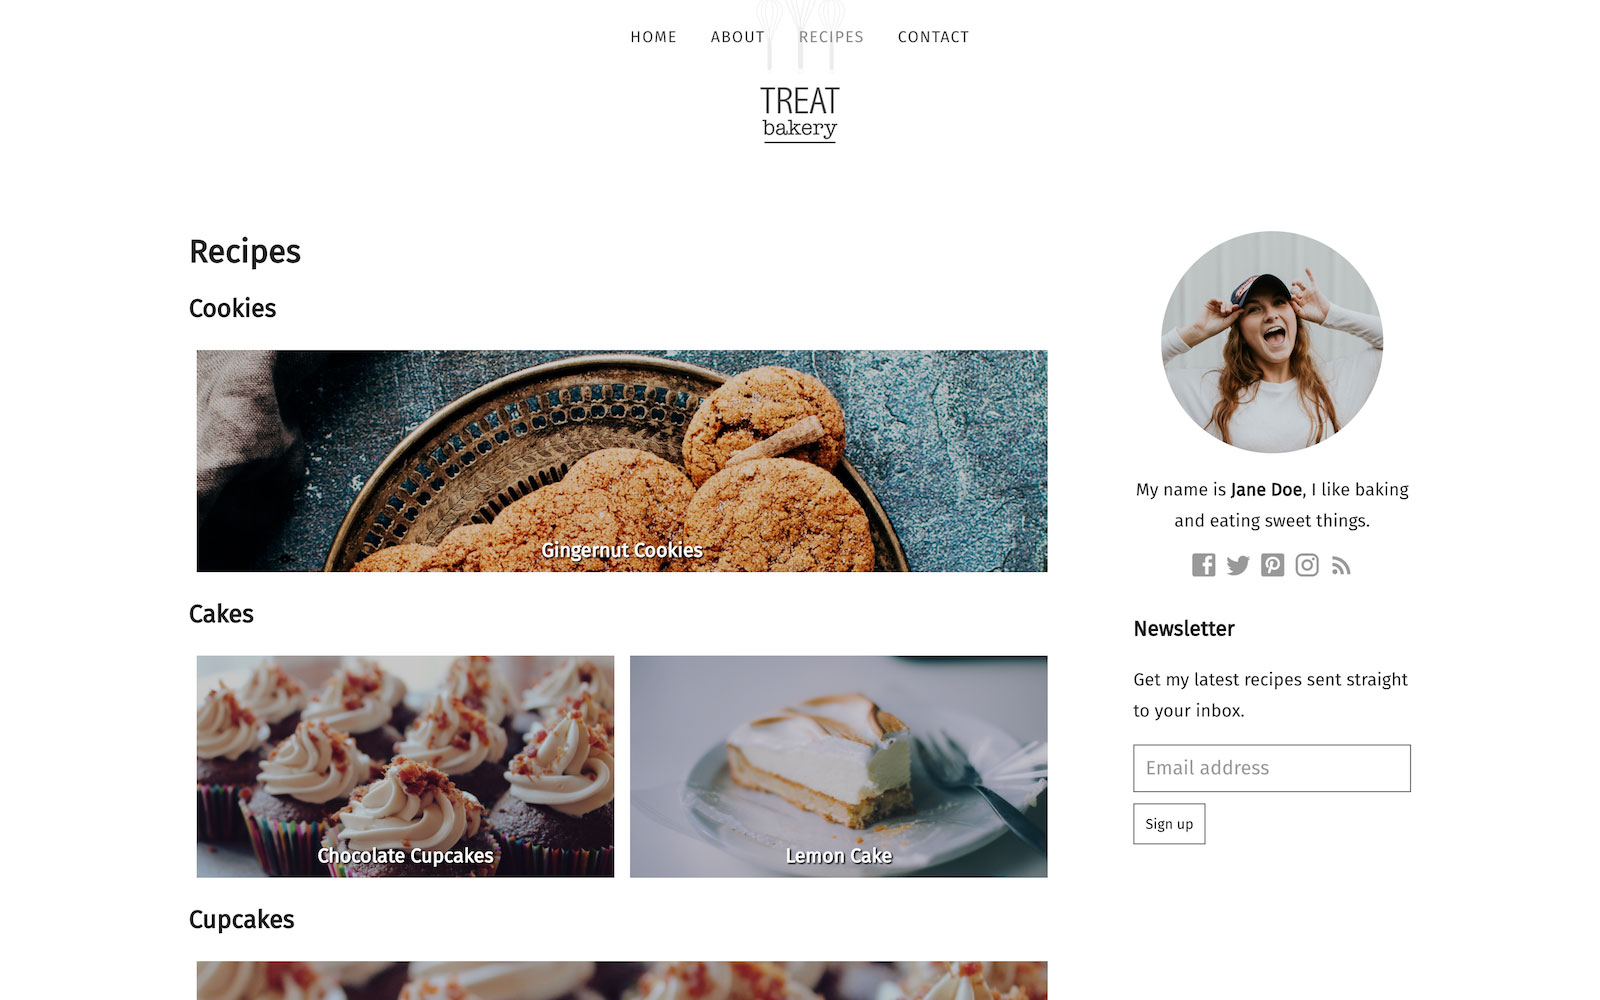 HOME ABOUT RECIPES CONTACT
TREAT
bakery
Recipes
Cookies
Gingernut Cookies
Cakes
Chocolate Cupcakes
Lemon Cake
Cupcakes
My name is Jane Doe, I like baking
and eating sweet things.
Newsletter
Get my latest recipes sent straight
to your inbox.
Email address
Sign up